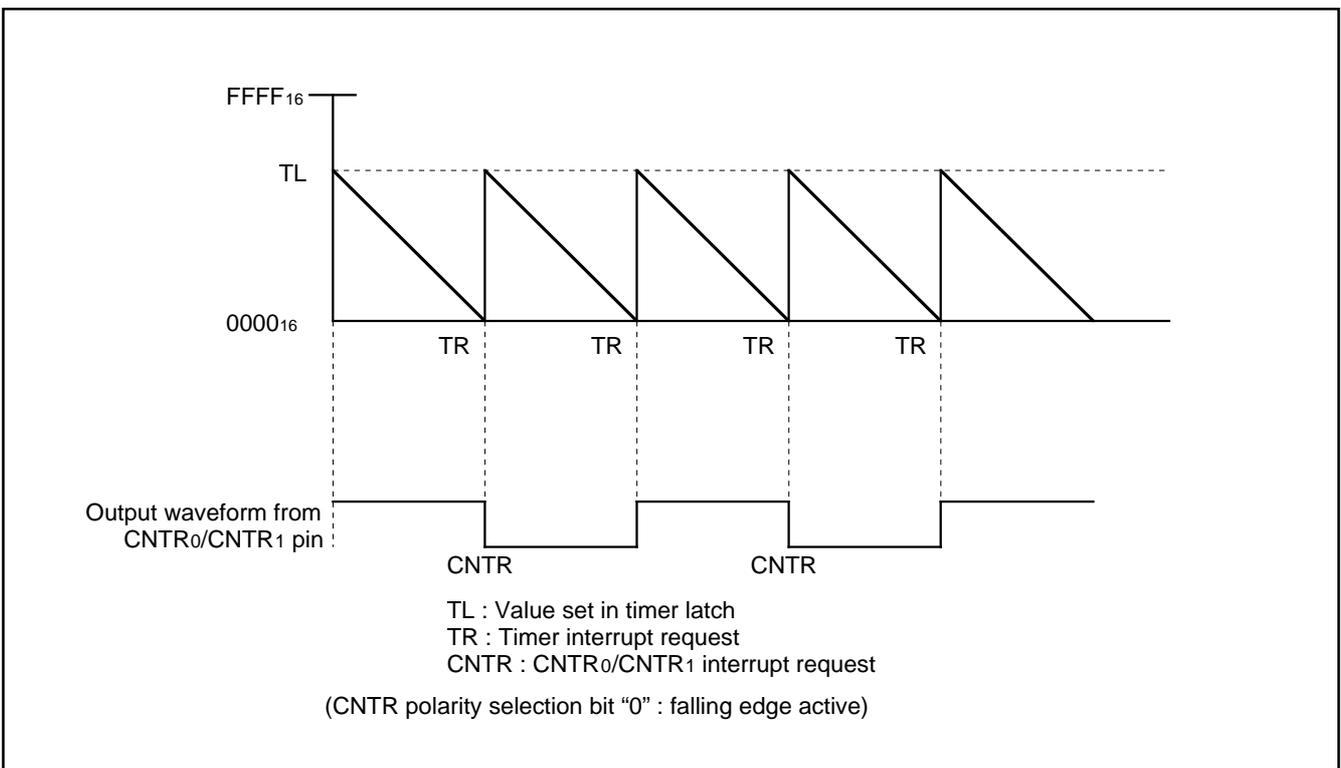 FFFF16
TL
000016
TR TR TR TR
Output waveform from
CNTR0/CNTR1 pin
CNTR CNTR
TL : Value set in timer latch
TR : Timer interrupt request
CNTR : CNTR0/CNTR1 interrupt request
(CNTR polarity selection bit “0” : falling edge active)